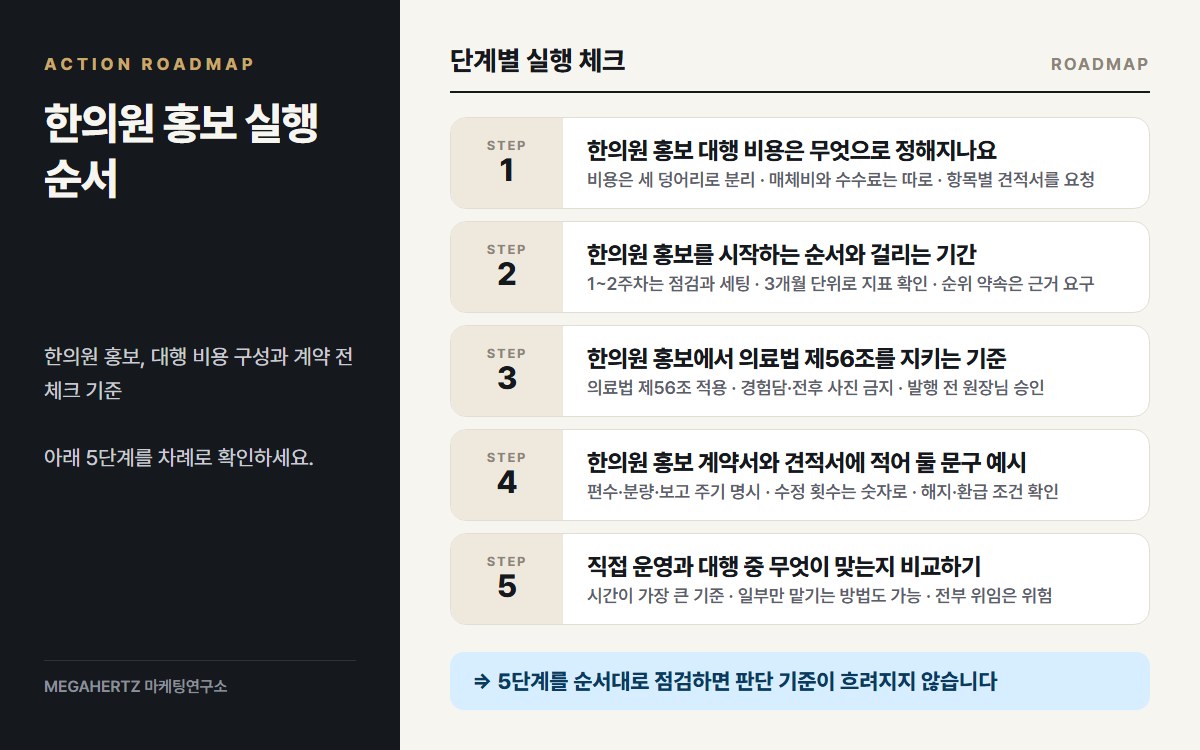 ACTION ROADMAP
한의원 홍보 실행
순서
한의원 홍보, 대행 비용 구성과 계약 전
체크 기준
아래 5단계를 차례로 확인하세요.
MEGAHERTZ 마케팅연구소
단계별 실행 체크
ROADMAP
STEP
1
한의원 홍보 대행 비용은 무엇으로 정해지나요
비용은 세 덩어리로 분리 · 매체비와 수수료는 따로 · 항목별 견적서를 요청
STEP
2
한의원 홍보를 시작하는 순서와 걸리는 기간
1~2주차는 점검과 세팅 · 3개월 단위로 지표 확인 · 순위 약속은 근거 요구
STEP
3
한의원 홍보에서 의료법 제56조를 지키는 기준
의료법 제56조 적용 · 경험담·전후 사진 금지 · 발행 전 원장님 승인
STEP
4
한의원 홍보 계약서와 견적서에 적어 둘 문구 예시
편수·분량·보고 주기 명시 · 수정 횟수는 숫자로 · 해지·환급 조건 확인
STEP
5
직접 운영과 대행 중 무엇이 맞는지 비교하기
시간이 가장 큰 기준 · 일부만 맡기는 방법도 가능 · 전부 위임은 위험
⇒ 5단계를 순서대로 점검하면 판단 기준이 흐려지지 않습니다